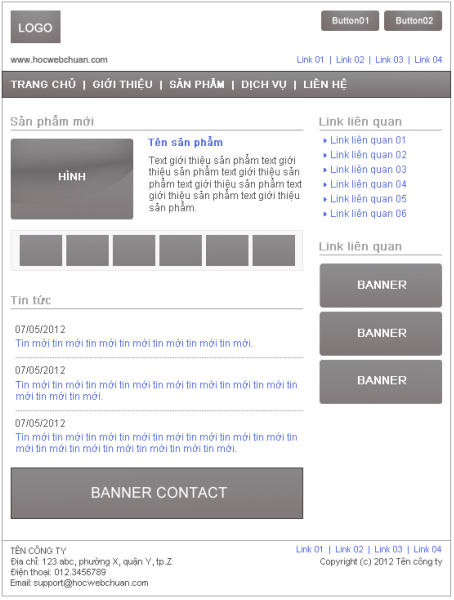 LOGO
Button01 Button02
www.hocwebchuan.com
Link 01 | Link 02 | Link 03 | Link 04
TRANG CHỦ | GIỚI THIỆU | SẢN PHẨM | DỊCH VỤ | LIÊN HỆ
Sản phẩm mới
HÌNH
Tên sản phẩm
Text giới thiệu sản phẩm text giới
thiệu sản phẩm text giới thiệu sản
phẩm text giới thiệu sản phẩm text
giới thiệu sản phẩm text giới thiệu
sản phẩm.
Tin tức
07/05/2012
Tin mới tin mới tin mới tin mới tin mới tin mới tin mới.
07/05/2012
Tin mới tin mới tin mới tin mới tin mới tin mới tin mới tin
mới tin mới tin mới.
07/05/2012
Tin mới tin mới tin mới tin mới tin mới tin mới tin mới tin
mới tin mới tin mới tin mới tin mới tin mới tin mới.
BANNER CONTACT
Link liên quan
Link liên quan 01
Link liên quan 02
Link liên quan 03
Link liên quan 04
Link liên quan 05
Link liên quan 06
Link liên quan
BANNER
BANNER
BANNER
TÊN CÔNG TY
Địa chỉ: 123 abc, phường X, quận Y, tp.Z
Điện thoại: 012.3456789
Email: support@hocwebchuan.com
Link 01 | Link 02 | Link 03 | Link 04
Copyright (c) 2012 Tên công ty